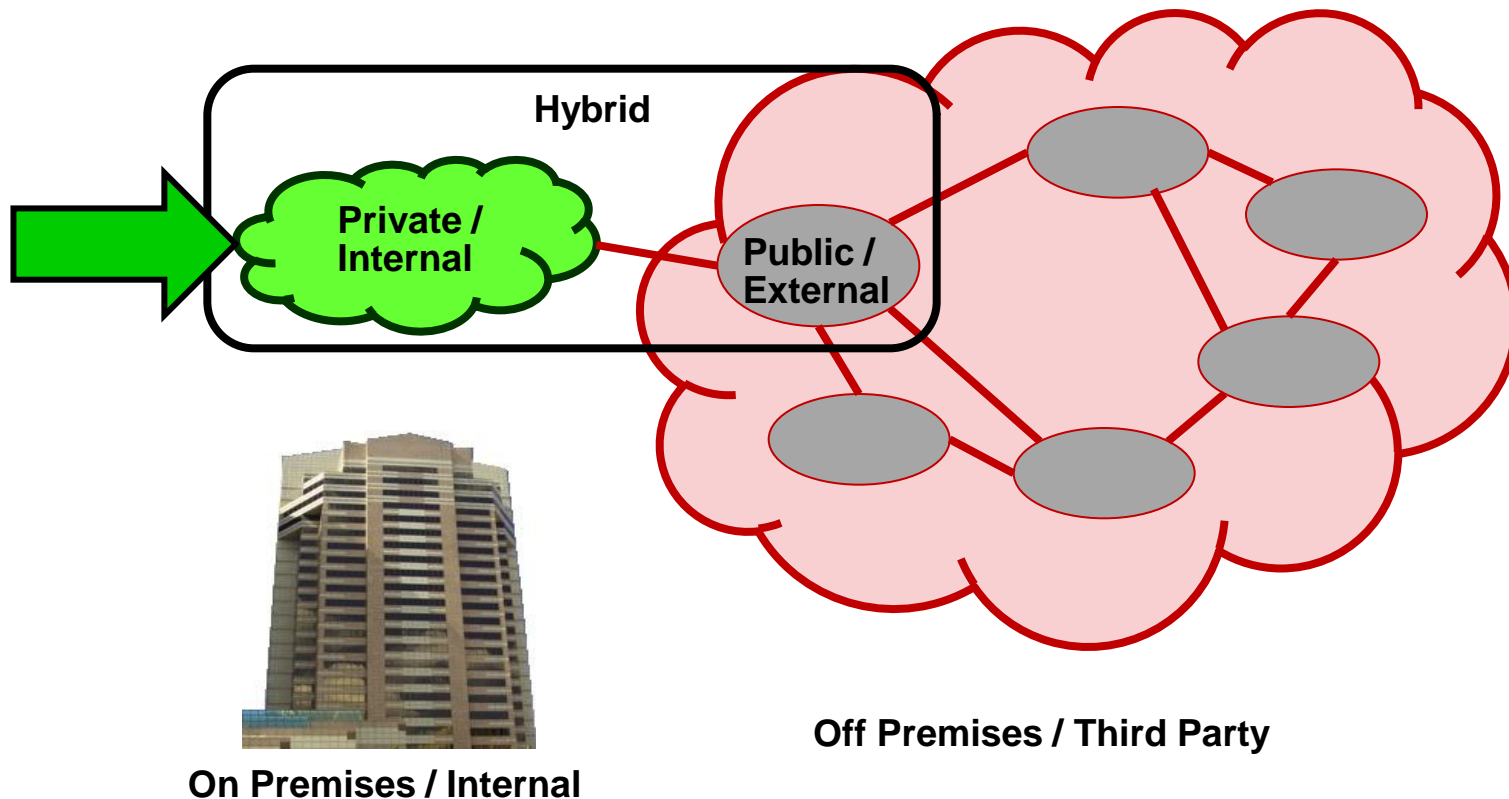 Hybrid
Private /
Internal
Public /
External
Off Premises / Third Party
On Premises / Internal